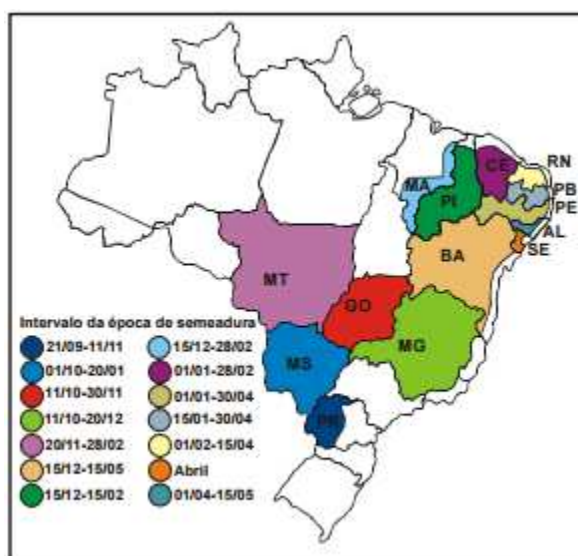 RN
CE
MA
PB
PI
PE
AL
SE
BA
MT
GO
MG
MS
PR
Intervalo da época de semeadura
21/09-11/11
01/10-20/01
11/10-30/11
11/10-20/12
20/11-28/02
15/12-15/05
15/12-15/02
15/12-28/02
01/01-28/02
01/01-30/04
15/01-30/04
01/02-15/04
Abril
01/04-15/05